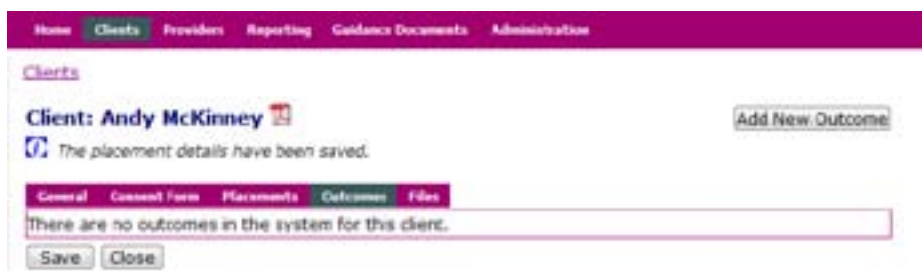 Home Clients Providers Reporting Guidance Documents Administration
Clients
Client: Andy McKinney
Add New Outcome
The placement details have been saved.
General Consent Form Placements Outcomes Files
There are no outcomes in the system for this client.
Save Close